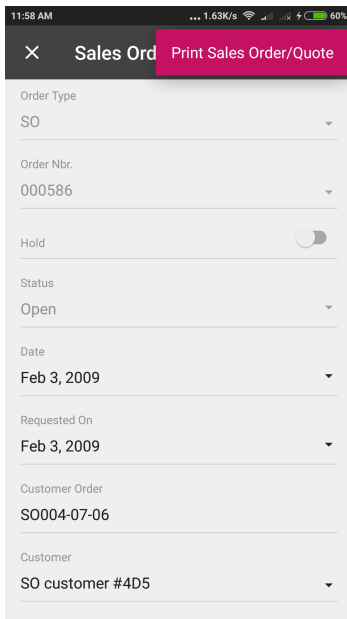 11:58 AM ... 1.63K/s 60%
Sales Ord Print Sales Order/Quote
Order Type
SO
Order Nbr.
000586
Hold
Status
Open
Date
Feb 3, 2009
Requested On
Feb 3, 2009
Customer Order
SO004-07-06
Customer
SO customer #4D5